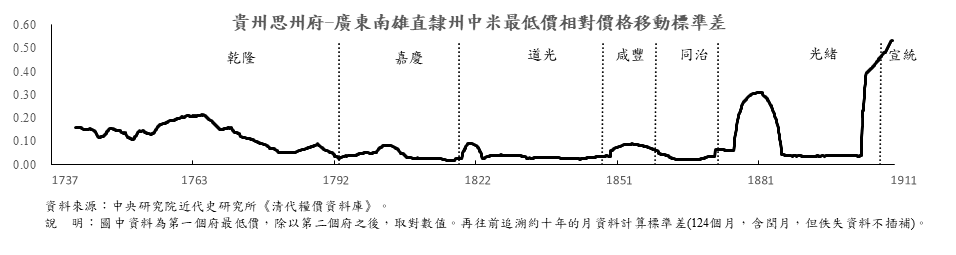 貴州思州府-廣東南雄直隸州中米最低價相對價格移動標準差
0.60
0.50
0.40
0.30
0.20
0.10
0.00
乾隆 嘉慶 道光 咸豐 同治 光緒 宣統
1737 1763 1792 1822 1851 1881 1911
資料來源：中央研究院近代史研究所《清代糧價資料庫》。
說　明：圖中資料為第一個府最低價，除以第二個府之後，取對數值。再往前追溯約十年的月資料計算標準差(124個月，含閏月，但佚失資料不插補)。